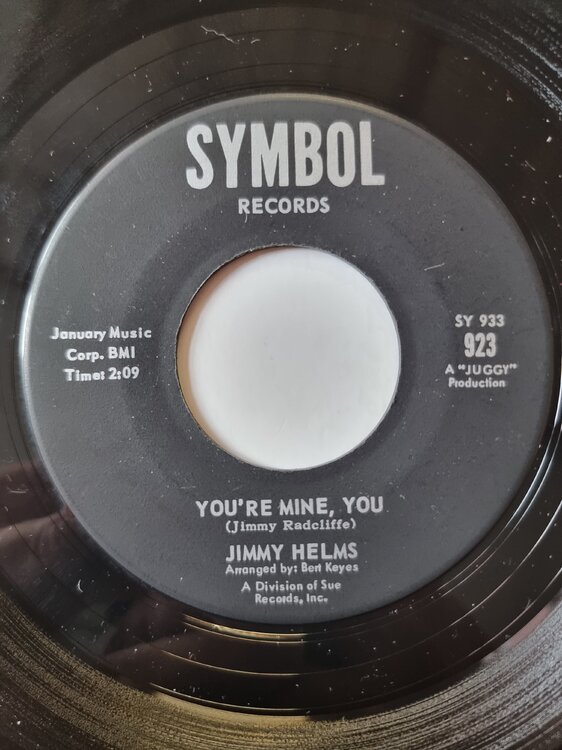 SYMBOL
RECORDS
January Music
Corp. BMI
Time: 2:09
SY 933
923
A "JUGGY"
Production
YOU'RE MINE, YOU
(Jimmy Radcliffe)
JIMMY HELMS
Arranged by: Bert Keyes
A Division of Sue
Records, Inc.